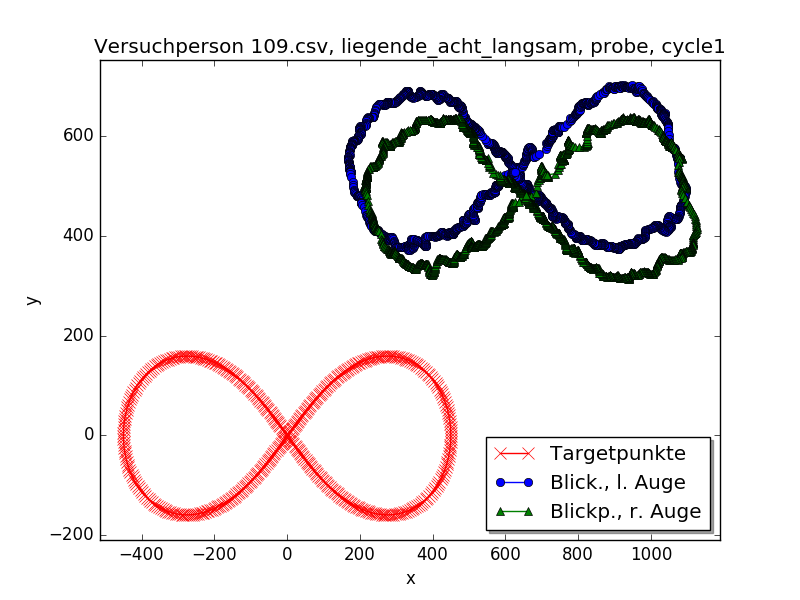 Versuchperson 109.csv, liegende_acht_langsam, probe, cycle1
y
600
400
200
0
−200
−400 −200 0 200 400 600 800 1000
x
Targetpunkte
Blick., l. Auge
Blickp., r. Auge